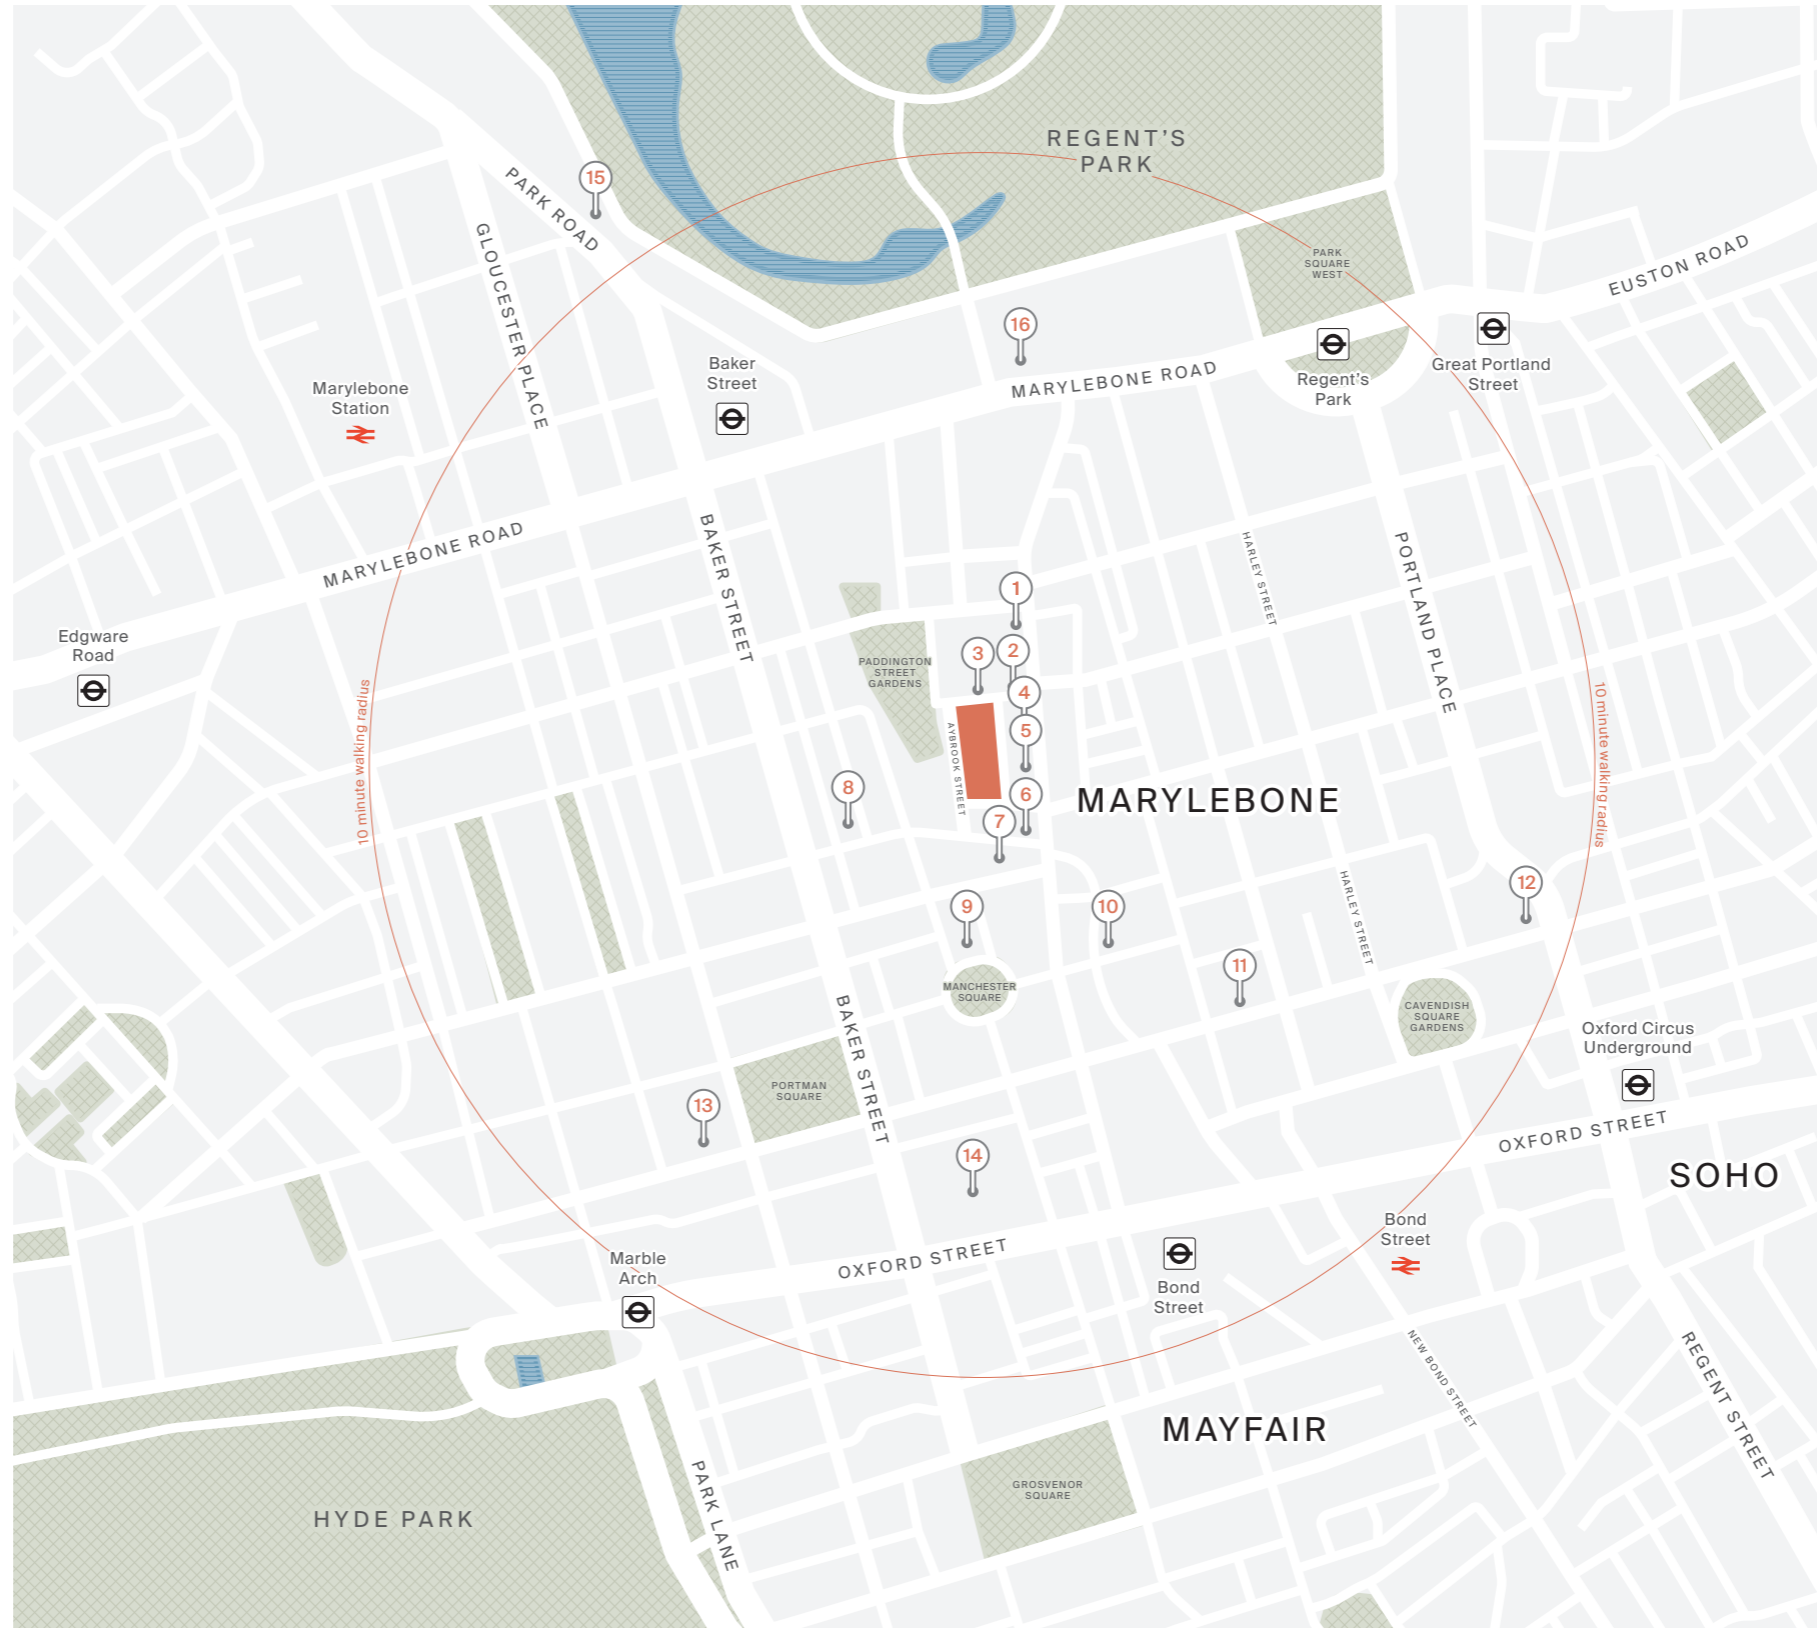 REGENT'S
PARK
15
PARK ROAD
GLOUCESTER PLACE
PARK
SQUARE
WEST
EUSTON ROAD
16
Baker
Street
Marylebone
Station
MARYLEBONE ROAD
Regent's
Park
Great Portland
Street
MARYLEBONE ROAD
BAKER STREET
HARLEY STREET
PORTLAND PLACE
Edgware
Road
1
2
3
4
5
6
7
PADDINGTON
STREET
GARDENS
AYBROOK STREET
10 minute walking radius
10 minute walking radius
8
MARYLEBONE
HARLEY STREET
12
9
10
11
MANCHESTER
SQUARE
CAVENDISH
SQUARE
GARDENS
Oxford Circus
Underground
BAKER STREET
PORTMAN
SQUARE
13
14
OXFORD STREET
SOHO
Bond
Street
Marble
Arch
OXFORD STREET
Bond
Street
NEW BOND STREET
REGENT STREET
MAYFAIR
GROSVENOR
SQUARE
HYDE PARK
PARK LANE